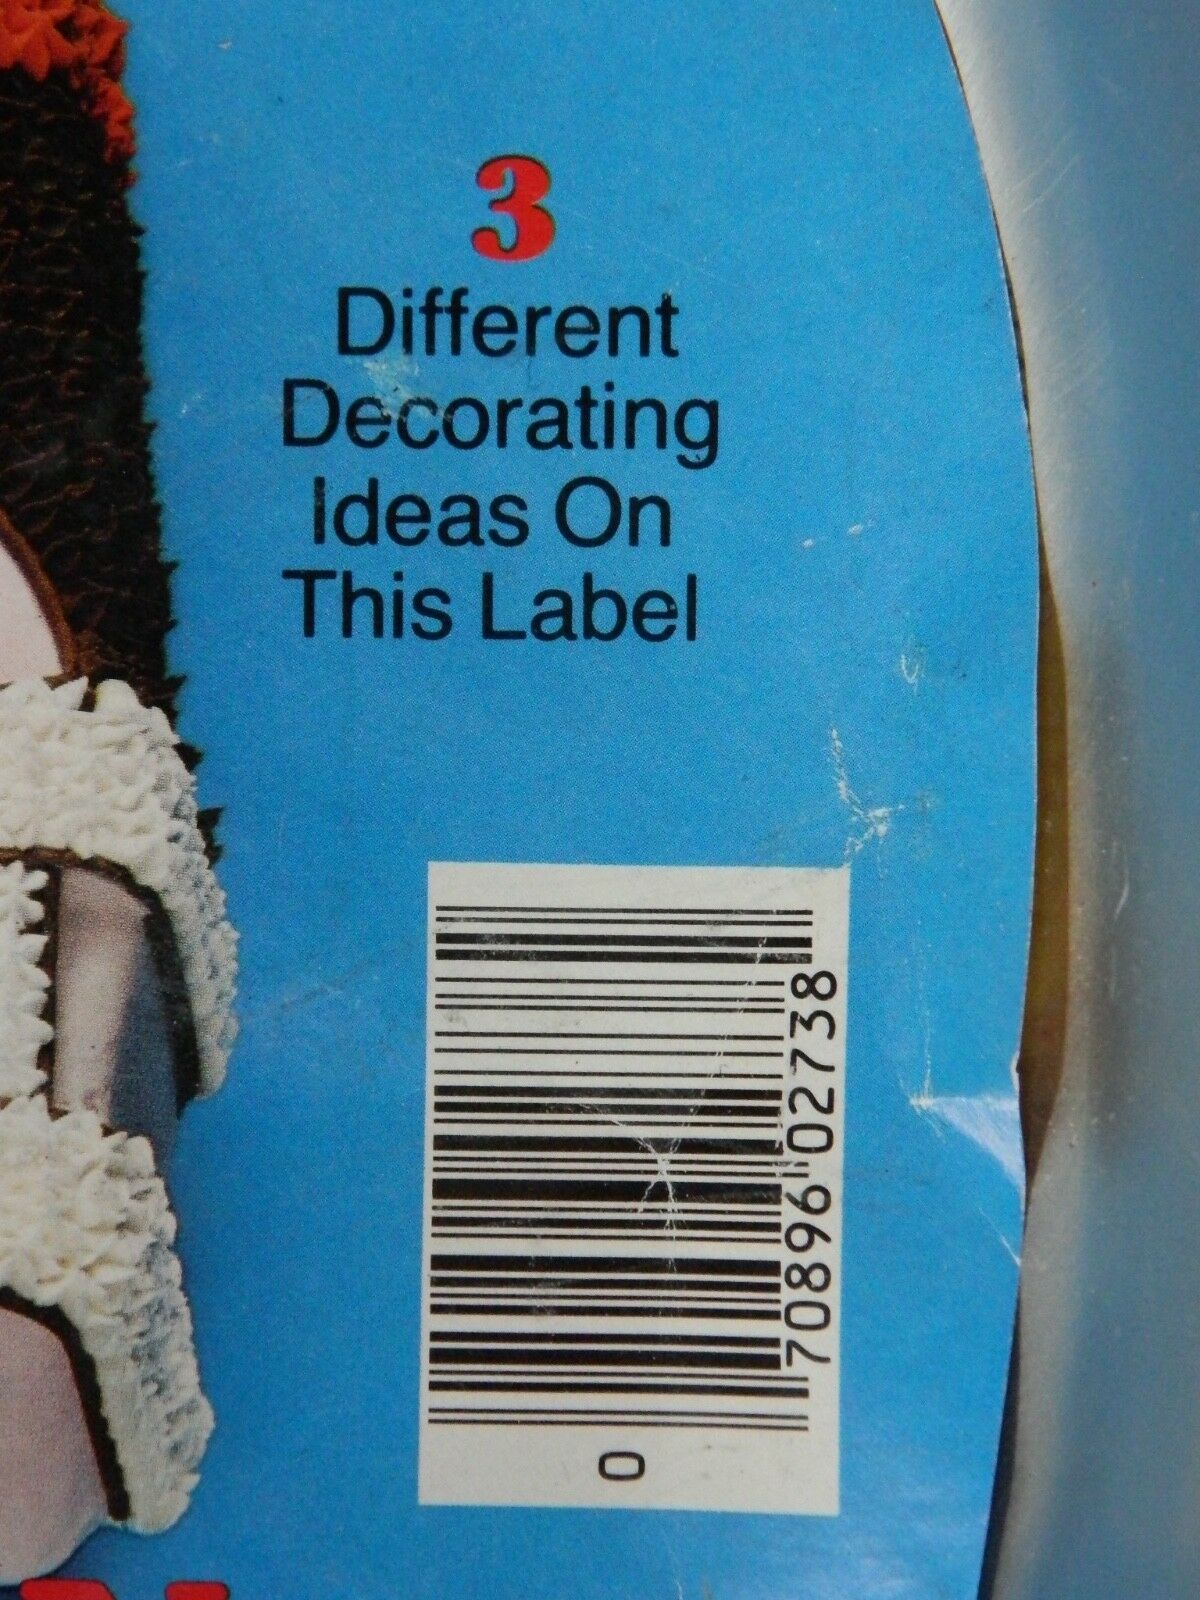 3
Different
Decorating
Ideas On
This Label
0 70896 02738